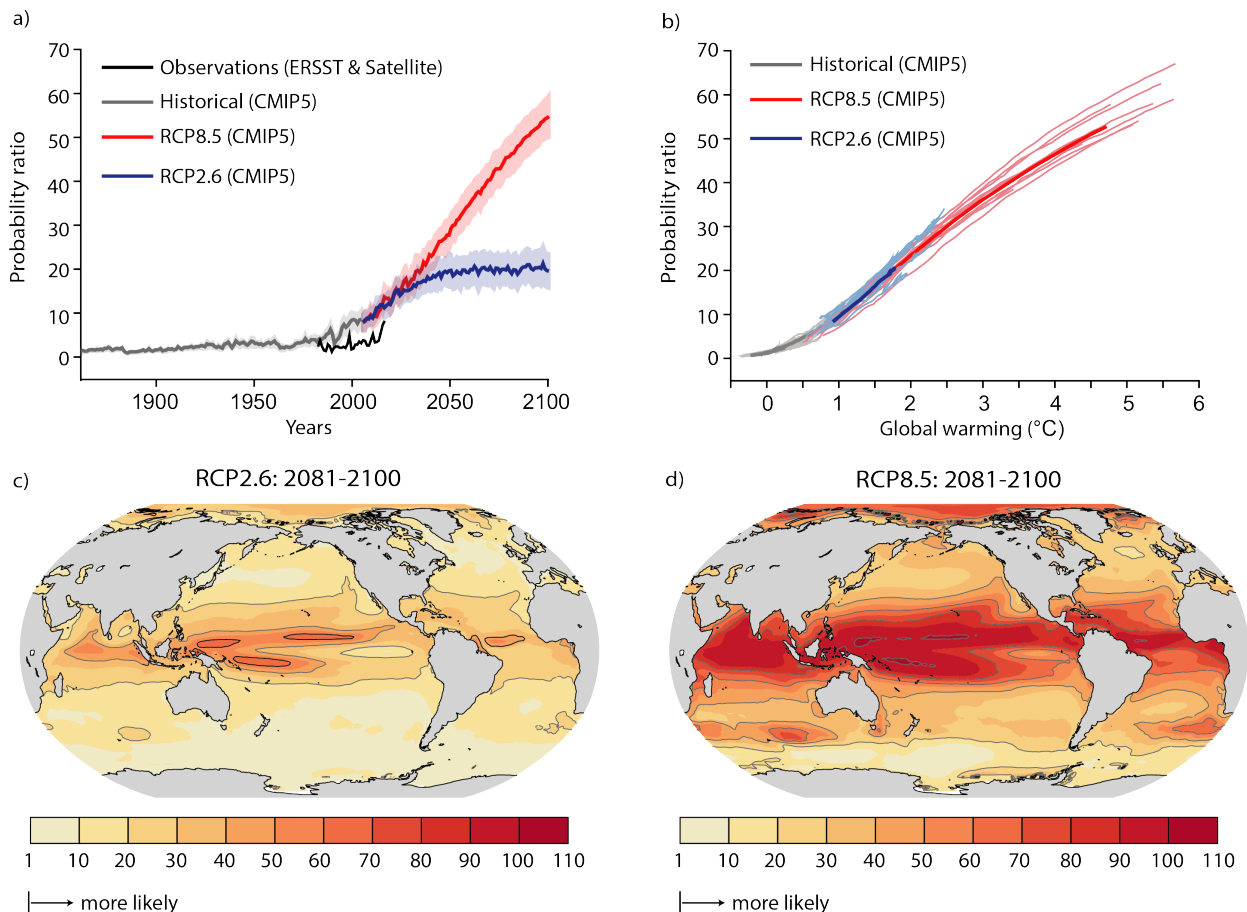 a)
70
60
50
40
30
20
10
0
Probability ratio
Observations (ERSST & Satellite)
Historical (CMIP5)
RCP8.5 (CMIP5)
RCP2.6 (CMIP5)
1900 1950 2000 2050 2100
Years
b)
70
60
50
40
30
20
10
0
Probability ratio
Historical (CMIP5)
RCP8.5 (CMIP5)
RCP2.6 (CMIP5)
0 1 2 3 4 5 6
Global warming (°C)
c)
RCP2.6: 2081-2100
1 10 20 30 40 50 60 70 80 90 100 110
more likely
d)
RCP8.5: 2081-2100
1 10 20 30 40 50 60 70 80 90 100 110
more likely